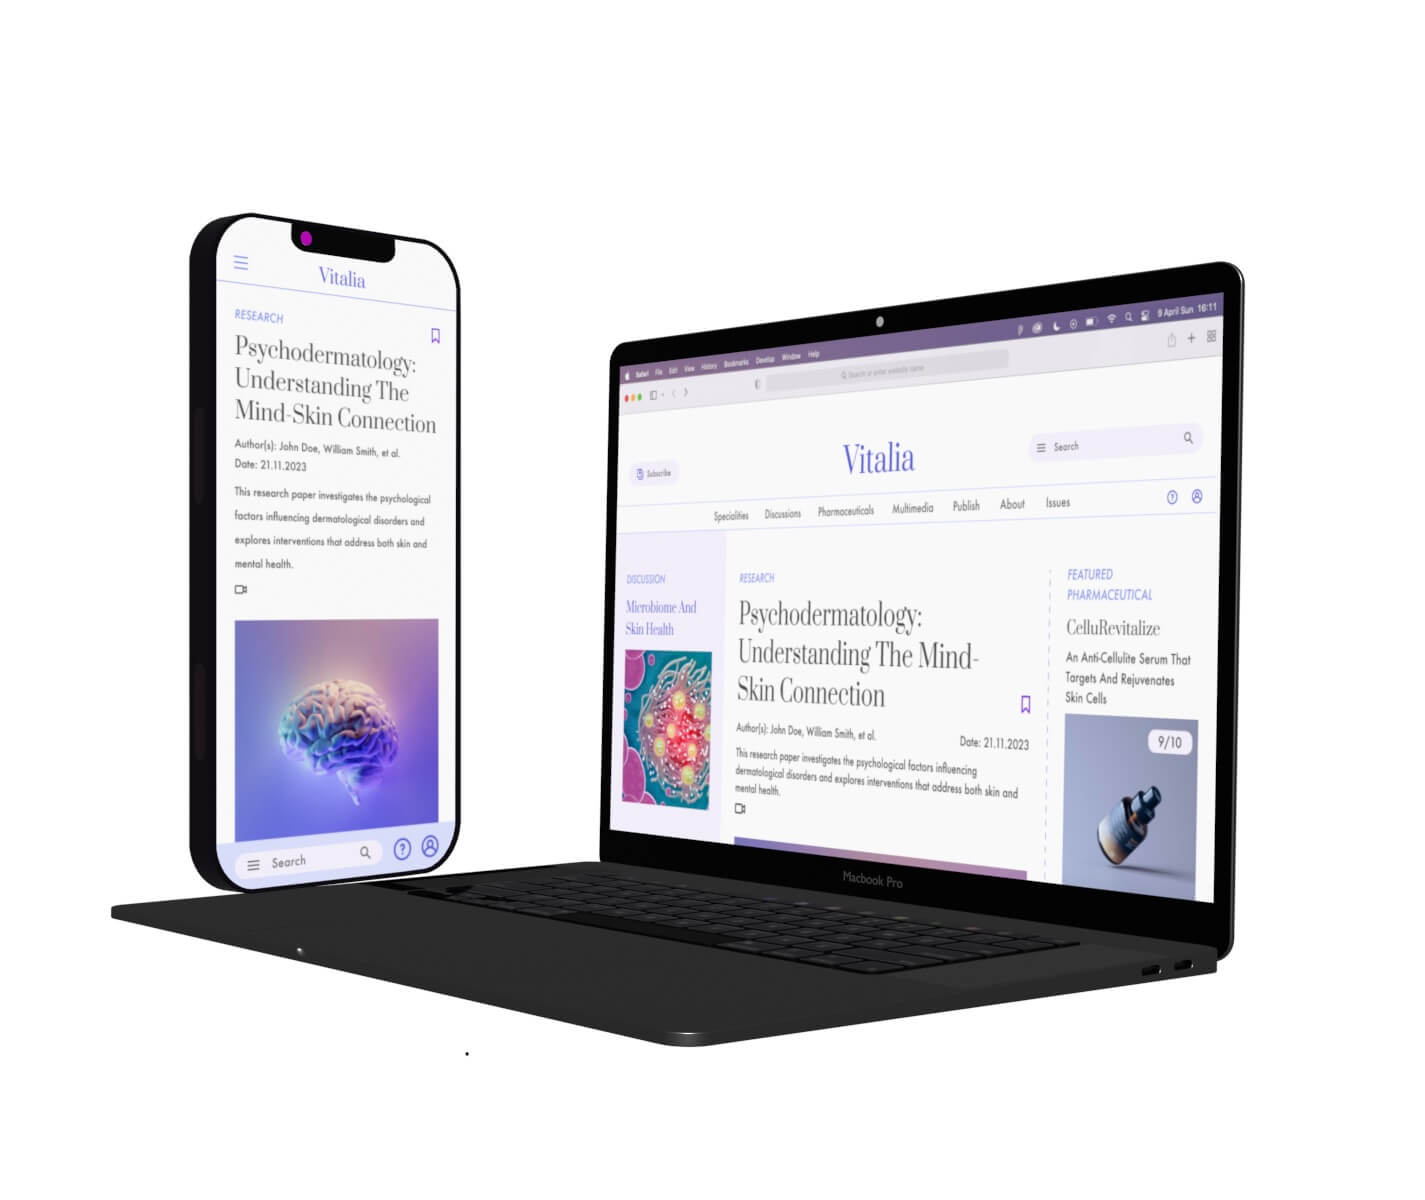 Vitalia
RESEARCH
Psychodermatology:
Understanding The
Mind-Skin Connection
Author(s): John Doe, William Smith, et al.
Date: 21.11.2023
This research paper investigates the psychological
factors influencing dermatological disorders and
explores interventions that address both skin and
mental health.
Search
Safari File Edit View History Bookmarks Develop Window Help
9 April Sun 16:11
Search or enter website name
Subscribe
Vitalia
Search
Specialities Discussions Pharmaceuticals Multimedia Publish About Issues
DISCUSSION
Microbiome And
Skin Health
RESEARCH
Psychodermatology:
Understanding The Mind-
Skin Connection
Author(s): John Doe, William Smith, et al.
Date: 21.11.2023
This research paper investigates the psychological factors influencing
dermatological disorders and explores interventions that address both skin and
mental health.
FEATURED
PHARMACEUTICAL
CelluRevitalize
An Anti-Cellulite Serum That
Targets And Rejuvenates
Skin Cells
9/10
Macbook Pro